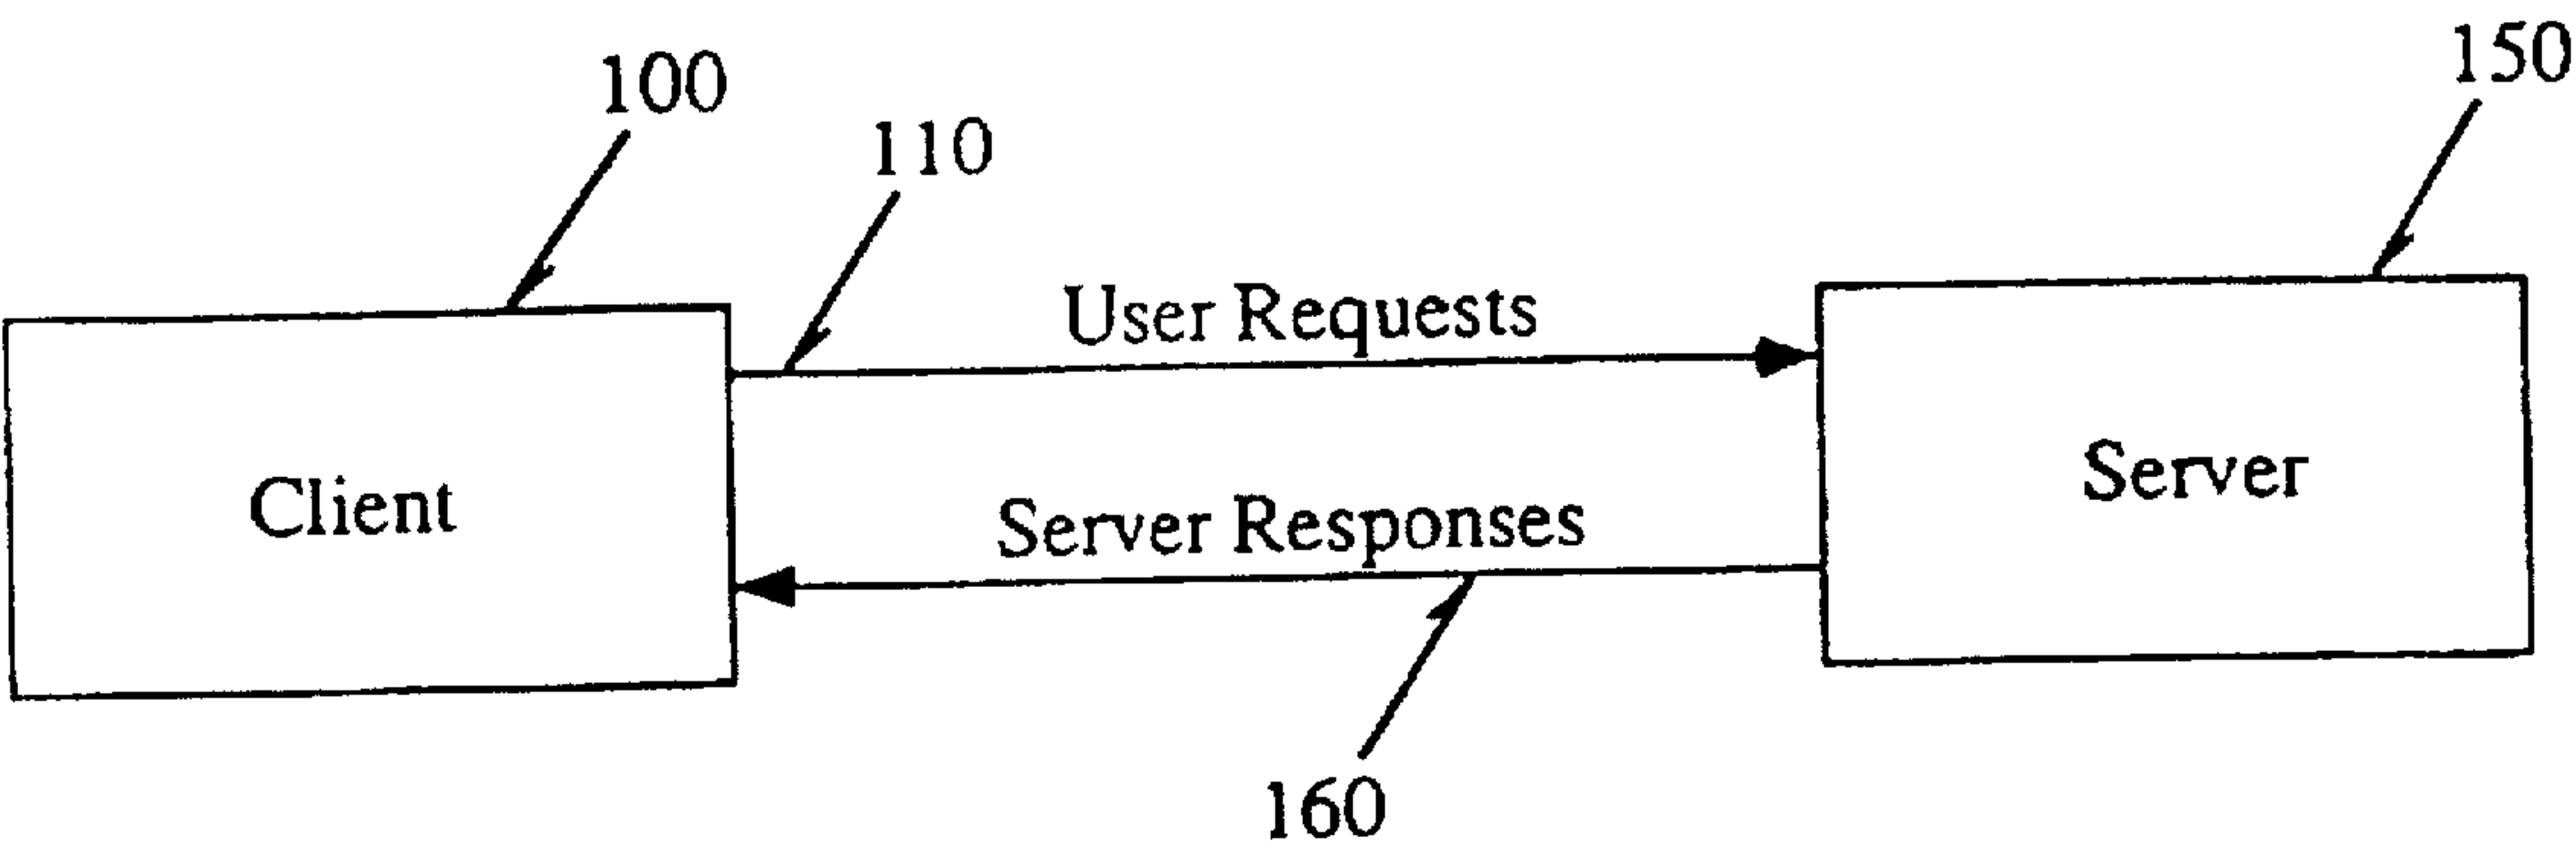 150
100
110
User Requests
Client
Server
Server Responses
160